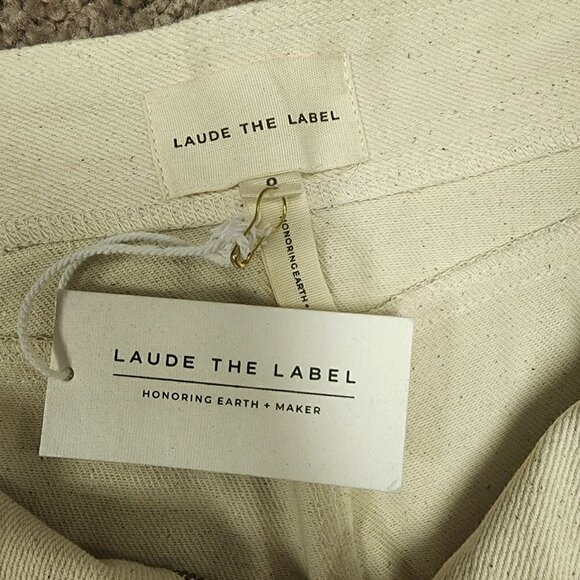 LAUDE THE LABEL
0
HONORING EARTH +
LAUDE THE LABEL
HONORING EARTH + MAKER